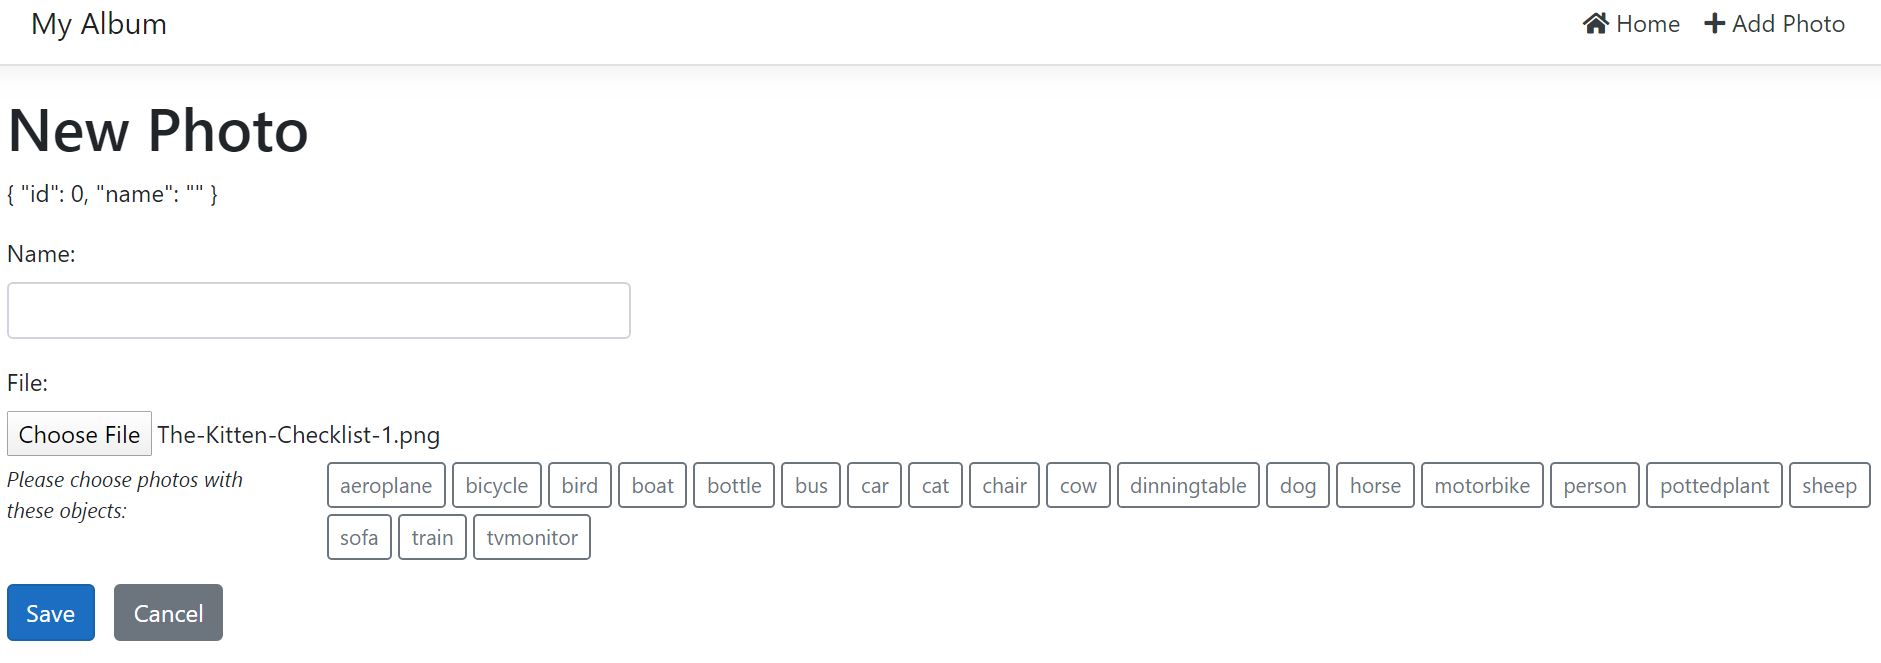 My Album Home Add Photo
New Photo
{ "id": 0, "name": "" }
Name:
File:
Choose File The-Kitten-Checklist-1.png
Please choose photos with
these objects:
aeroplane bicycle bird boat bottle bus car cat chair cow dinningtable dog horse motorbike person pottedplant sheep
sofa train tvmonitor
Save Cancel